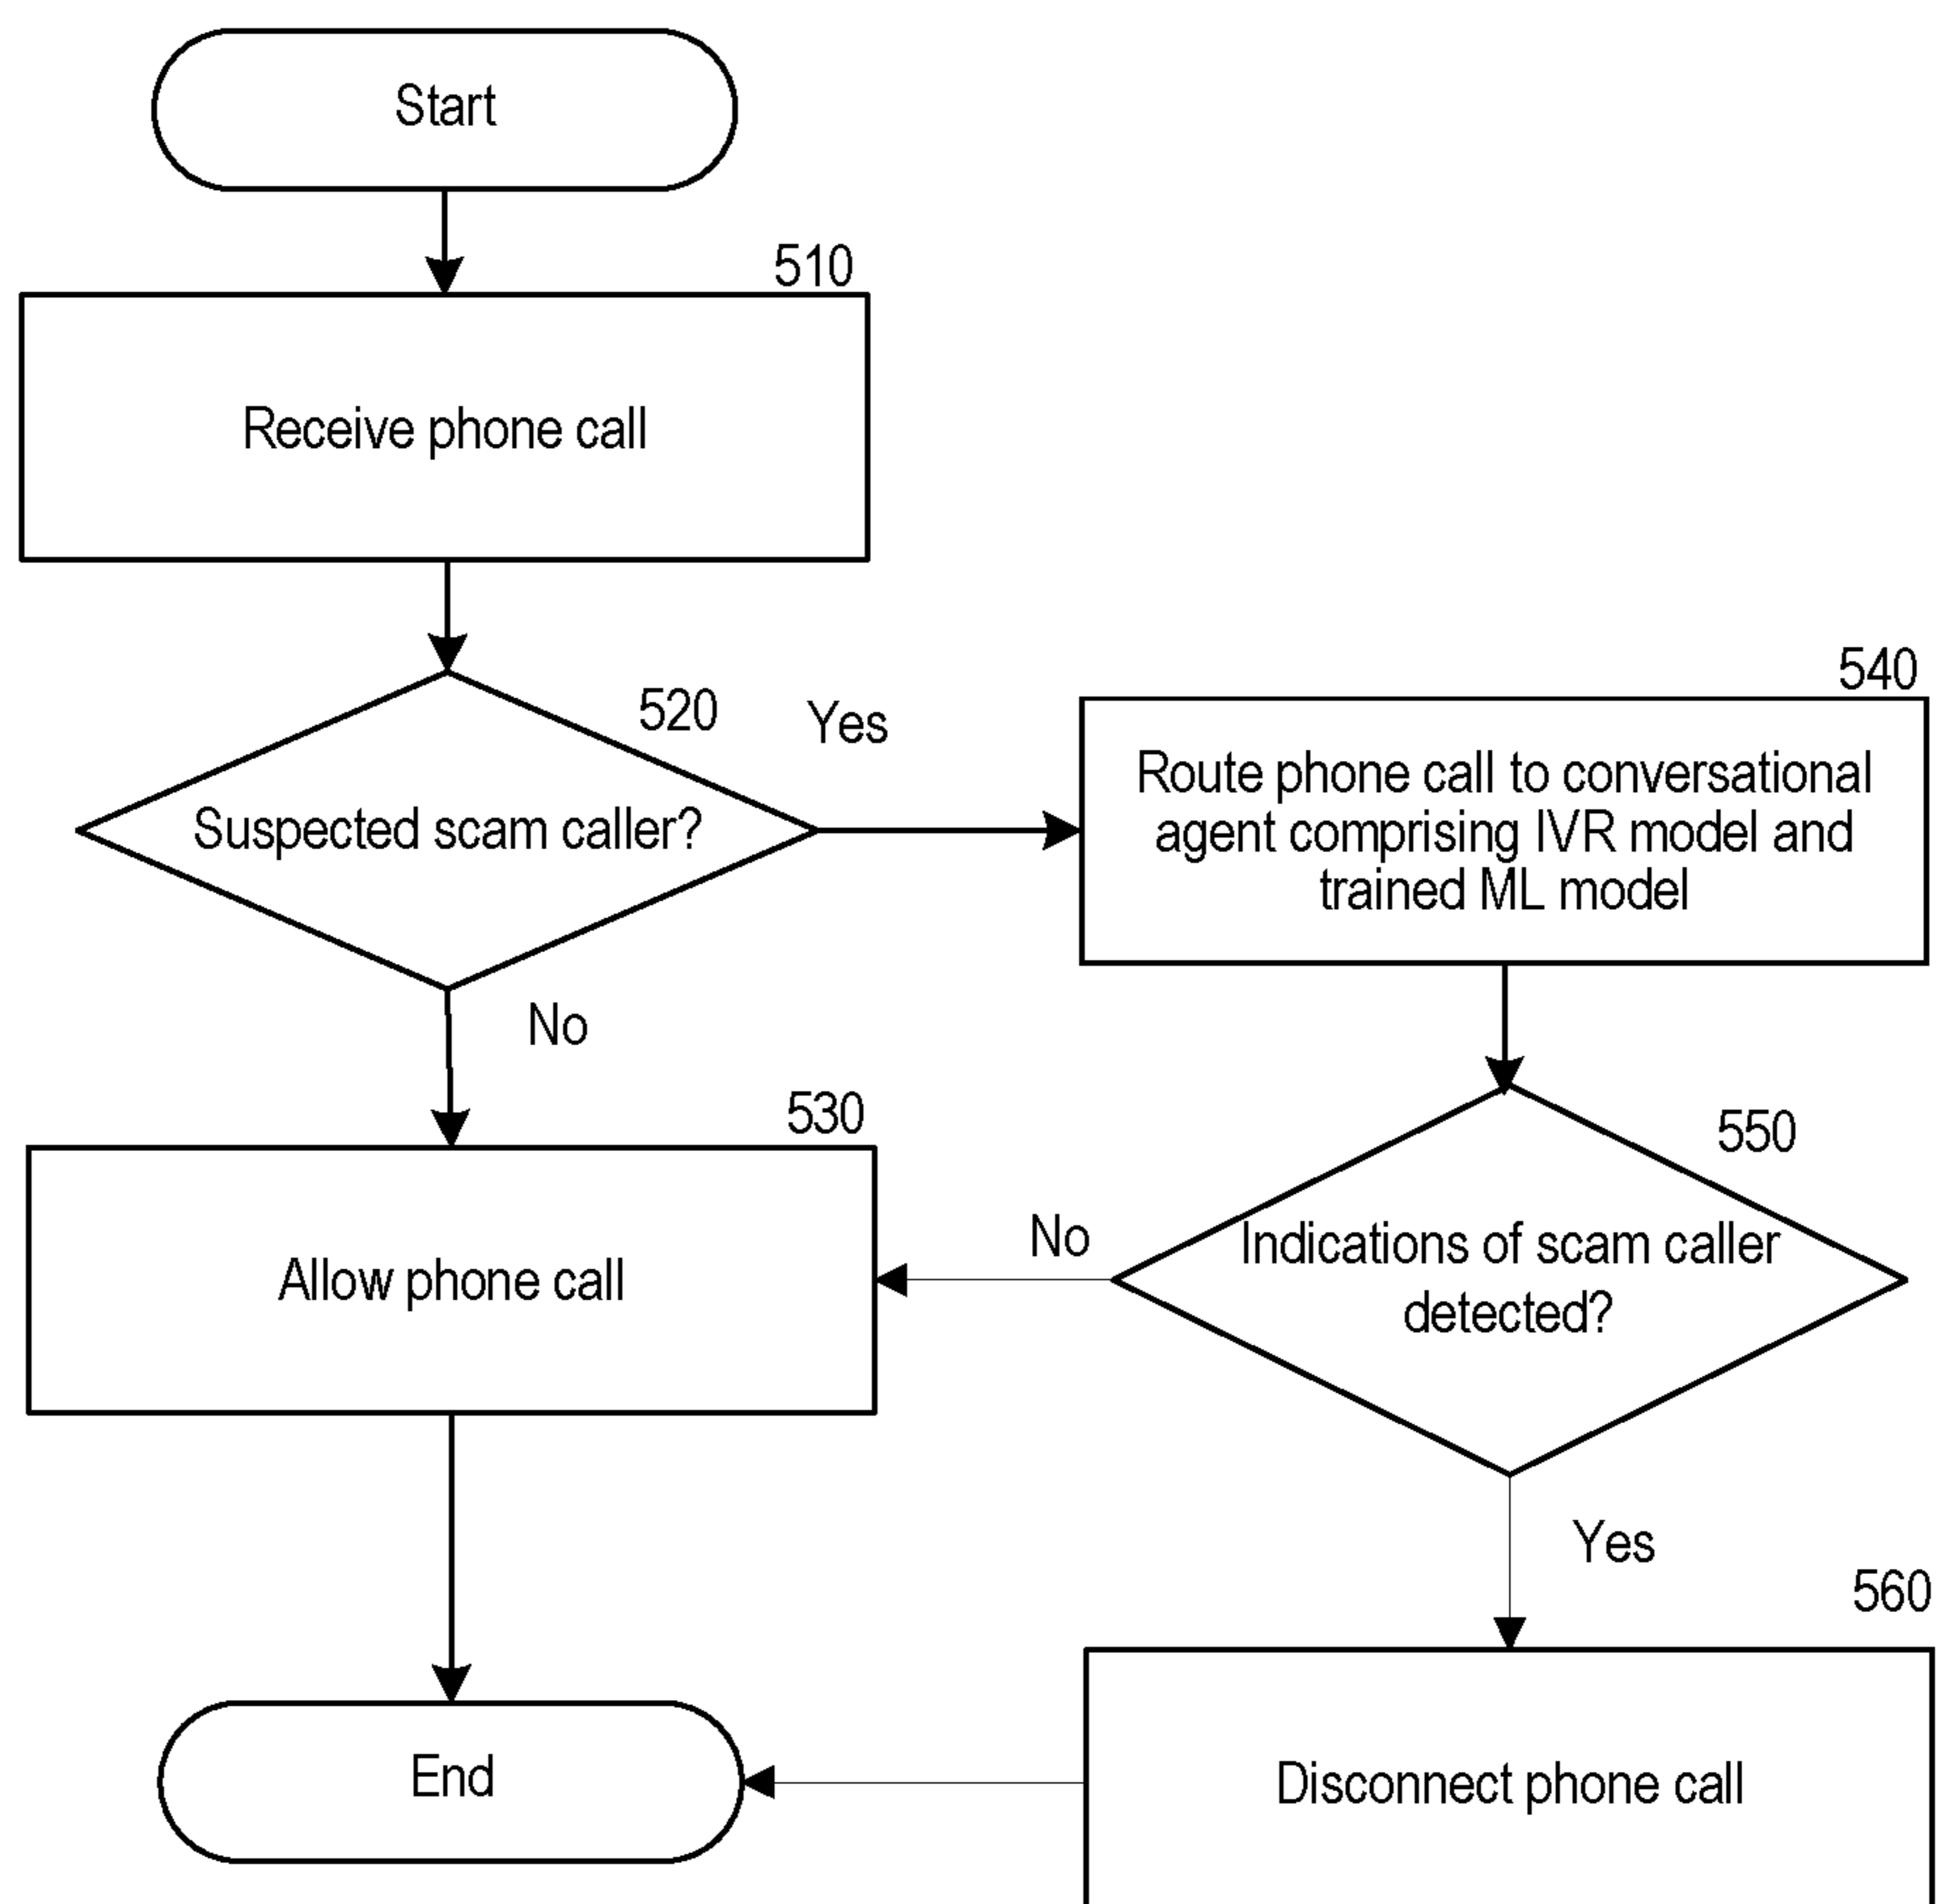 Start
510
Receive phone call
520
Yes
Suspected scam caller?
No
540
Route phone call to conversational
agent comprising IVR model and
trained ML model
530
Allow phone call
550
No
Indications of scam caller
detected?
Yes
560
Disconnect phone call
End